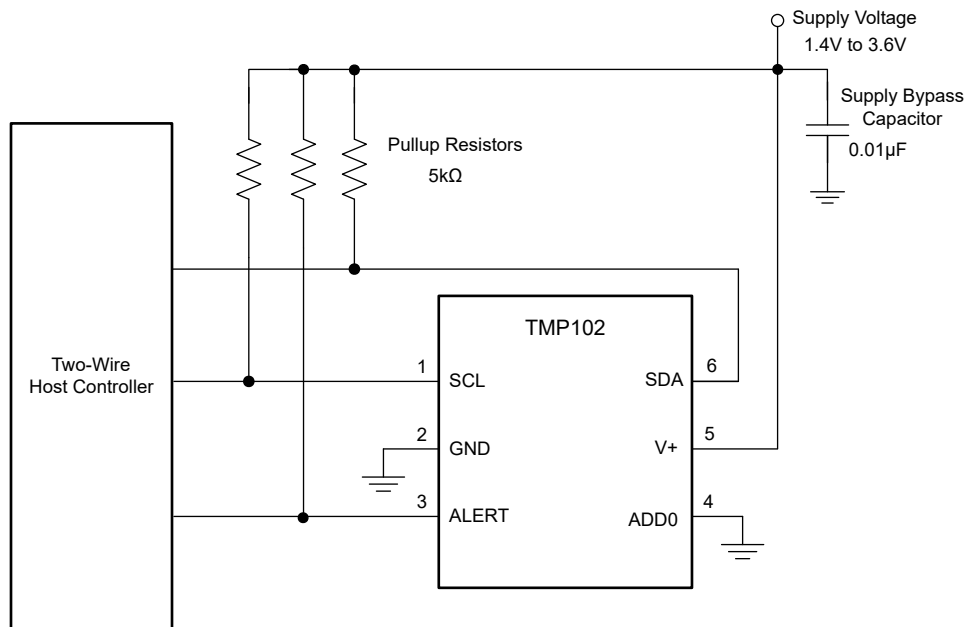 Supply Voltage
1.4V to 3.6V
Supply Bypass
Capacitor
0.01µF
Pullup Resistors
5kΩ
Two-Wire
Host Controller
TMP102
1
SCL
SDA
6
2
GND
V+
5
3
ALERT
ADD0
4